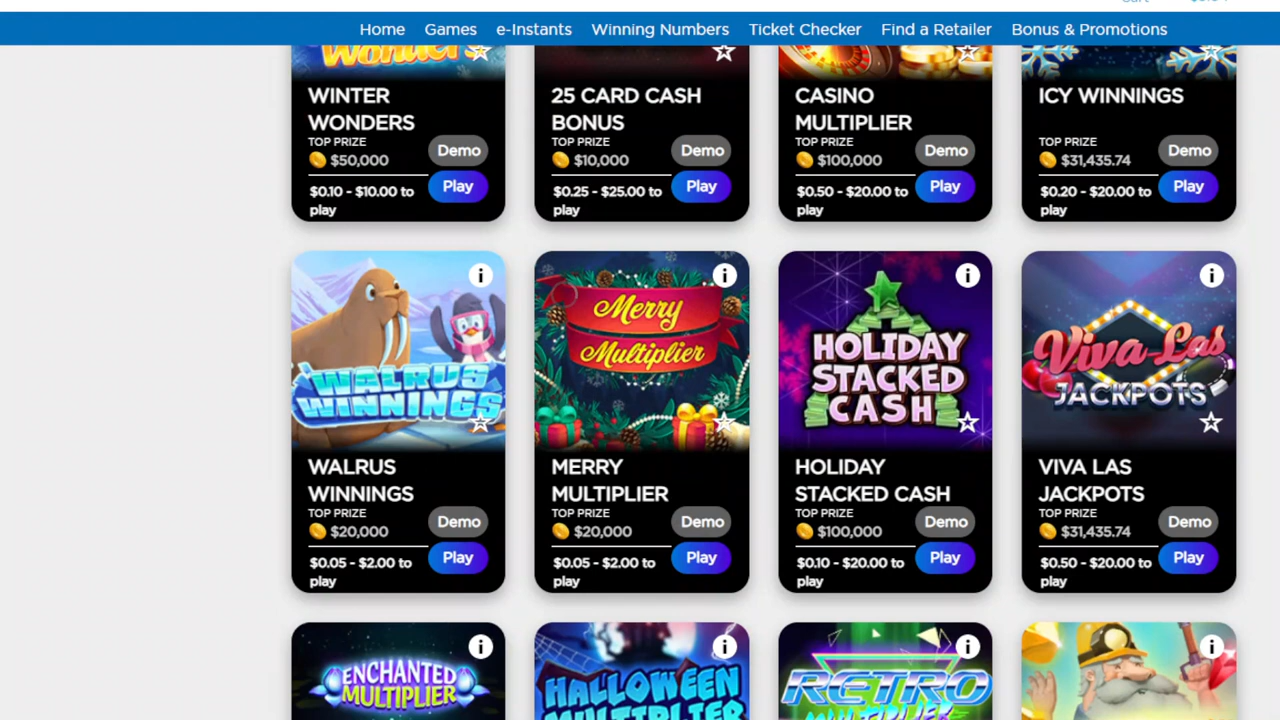 Home Games e-Instants Winning Numbers Ticket Checker Find a Retailer Bonus & Promotions
Wonders
WINTER
WONDERS
TOP PRIZE
$50,000
Demo
$0.10 - $10.00 to
play
Play
25 CARD CASH
BONUS
TOP PRIZE
$10,000
Demo
$0.25 - $25.00 to
play
Play
CASINO
MULTIPLIER
TOP PRIZE
$100,000
Demo
$0.50 - $20.00 to
play
Play
ICY WINNINGS
TOP PRIZE
$31,435.74
Demo
$0.20 - $20.00 to
play
Play
i
WALRUS
WINNINGS
WALRUS
WINNINGS
TOP PRIZE
$20,000
Demo
$0.05 - $2.00 to
play
Play
i
Merry
Multiplier
MERRY
MULTIPLIER
TOP PRIZE
$20,000
Demo
$0.05 - $2.00 to
play
Play
i
HOLIDAY
STACKED
CASH
HOLIDAY
STACKED CASH
TOP PRIZE
$100,000
Demo
$0.10 - $20.00 to
play
Play
i
Viva Las
JACKPOTS
VIVA LAS
JACKPOTS
TOP PRIZE
$31,435.74
Demo
$0.50 - $20.00 to
play
Play
i
ENCHANTED
MULTIPLIER
i
HALLOWEEN
MULTIPLIER
i
RETRO
MULTIPLIER
i